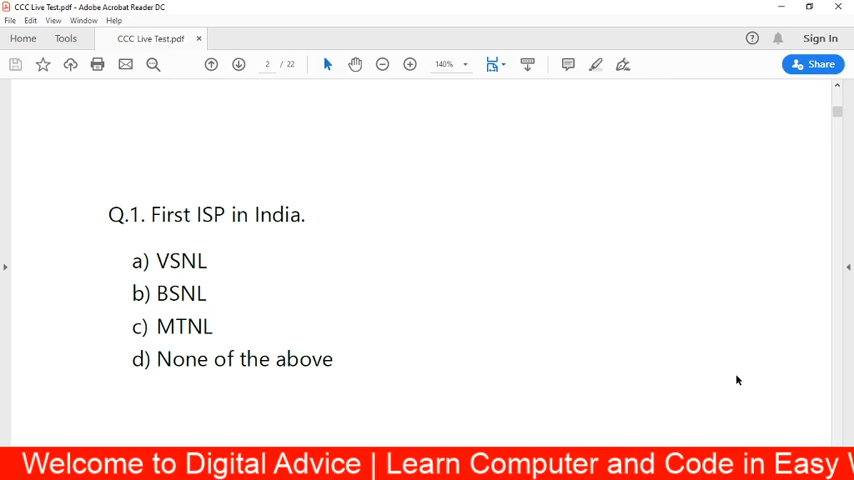 CCC Live Test.pdf - Adobe Acrobat Reader DC
File Edit View Window Help
Home Tools CCC Live Test.pdf × Sign In
2 / 22 140% Share
Q.1. First ISP in India.
a) VSNL
b) BSNL
c) MTNL
d) None of the above
Welcome to Digital Advice | Learn Computer and Code in Easy